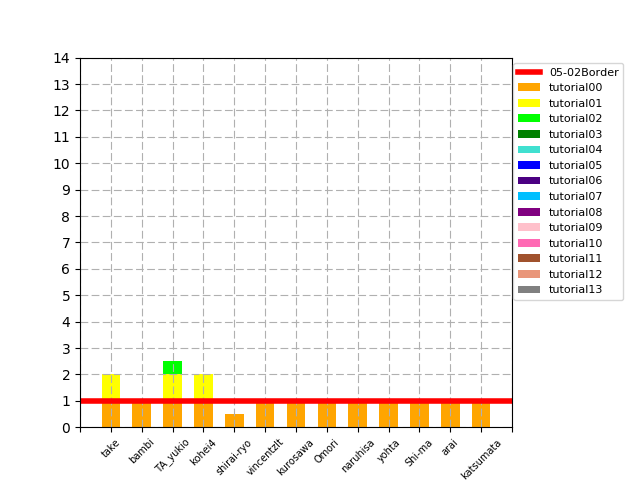 14
13
12
11
10
9
8
7
6
5
4
3
2
1
0
take
bambi
TA_yukio
kohei4
shirai-ryo
vincentzlt
kurosawa
Omori
naruhisa
yohta
Shi-ma
arai
katsumata
05-02Border
tutorial00
tutorial01
tutorial02
tutorial03
tutorial04
tutorial05
tutorial06
tutorial07
tutorial08
tutorial09
tutorial10
tutorial11
tutorial12
tutorial13